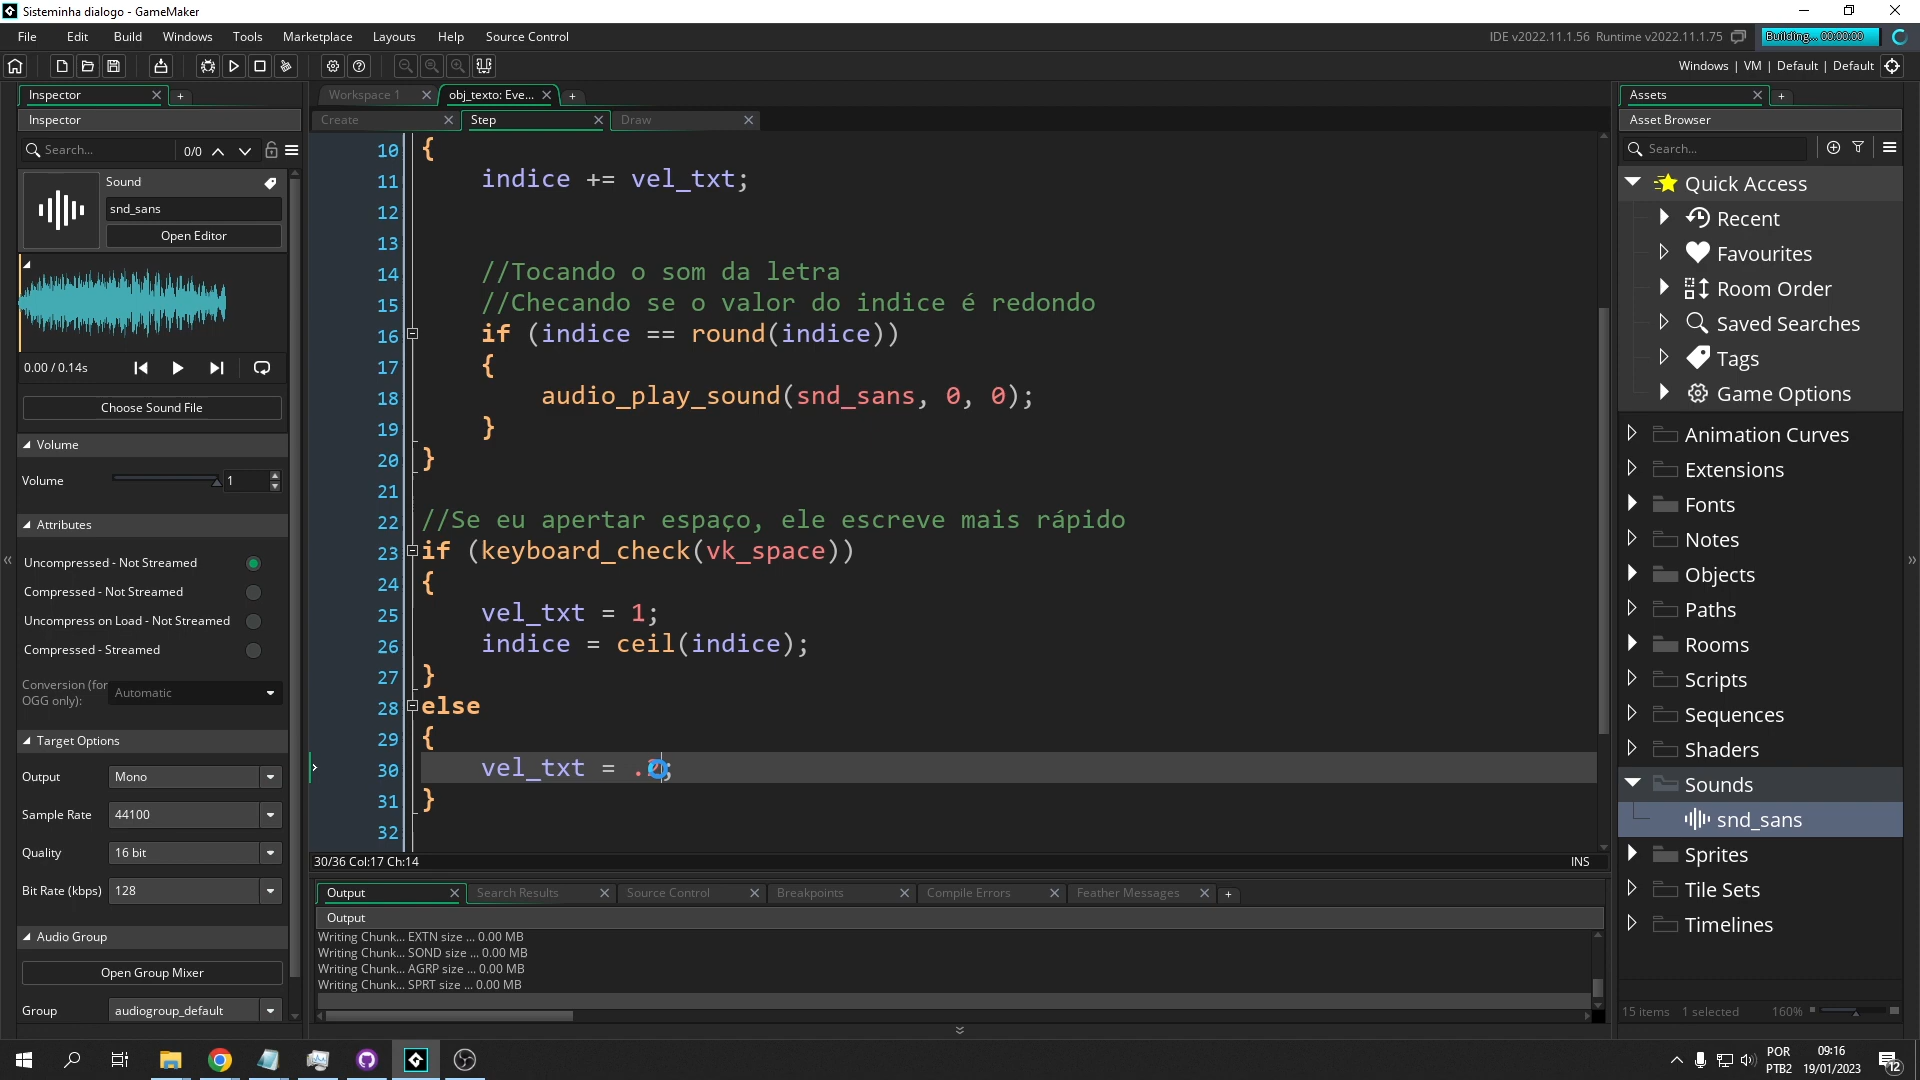 Sisteminha dialogo - GameMaker
File Edit Build Windows Tools Marketplace Layouts Help Source Control
IDE v2022.11.1.56 Runtime v2022.11.1.75
Building... 00:00:00
Windows | VM | Default | Default
Inspector
Workspace 1
obj_texto: Eve...
Assets
Inspector
Create
Step
Draw
Asset Browser
Search...
0/0
Search...
Sound
snd_sans
Open Editor
0.00 / 0.14s
Choose Sound File
Volume
Volume
1
Attributes
Uncompressed - Not Streamed
Compressed - Not Streamed
Uncompress on Load - Not Streamed
Compressed - Streamed
Conversion (for OGG only):
Automatic
Target Options
Output
Mono
Sample Rate
44100
Quality
16 bit
Bit Rate (kbps)
128
Audio Group
Open Group Mixer
Group
audiogroup_default
10 {
11 indice += vel_txt;
12
13
14 //Tocando o som da letra
15 //Checando se o valor do indice é redondo
16 if (indice == round(indice))
17 {
18 audio_play_sound(snd_sans, 0, 0);
19 }
20 }
21
22 //Se eu apertar espaço, ele escreve mais rápido
23 if (keyboard_check(vk_space))
24 {
25 vel_txt = 1;
26 indice = ceil(indice);
27 }
28 else
29 {
30 vel_txt = .
31 }
32
30/36 Col:17 Ch:14
INS
Output
Search Results
Source Control
Breakpoints
Compile Errors
Feather Messages
Output
Writing Chunk... EXTN size ... 0.00 MB
Writing Chunk... SOND size ... 0.00 MB
Writing Chunk... AGRP size ... 0.00 MB
Writing Chunk... SPRT size ... 0.00 MB
Quick Access
Recent
Favourites
Room Order
Saved Searches
Tags
Game Options
Animation Curves
Extensions
Fonts
Notes
Objects
Paths
Rooms
Scripts
Sequences
Shaders
Sounds
snd_sans
Sprites
Tile Sets
Timelines
15 items 1 selected 160%
POR
PTB2
09:16
19/01/2023
12